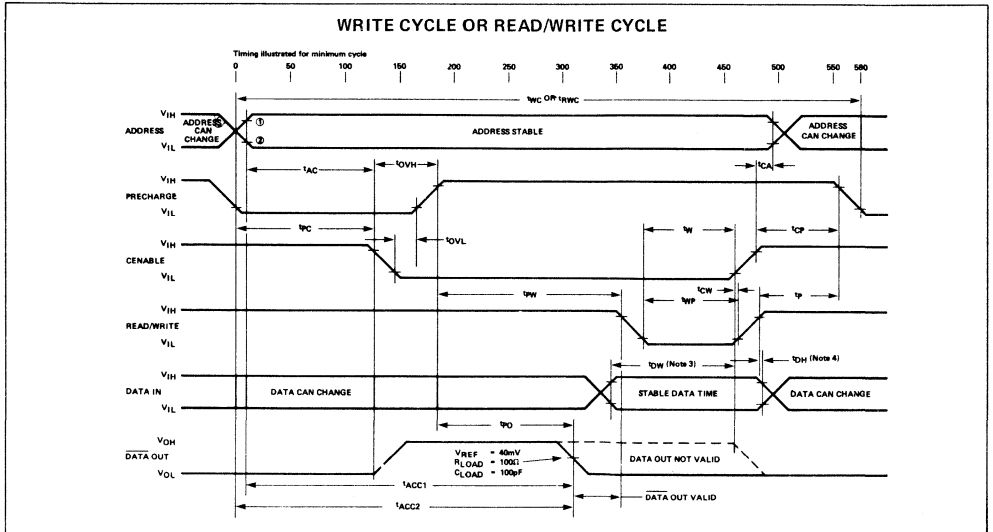 WRITE CYCLE OR READ/WRITE CYCLE
Timing illustrated for minimum cycle
0 50 100 150 200 250 300 350 400 450 500 580
tWC OR tRWC
VIH
ADDRESS
VIL
ADDRESS CAN CHANGE
①
②
ADDRESS STABLE
ADDRESS CAN CHANGE
tAC
tOVH
tCA
VIH
PRECHARGE
VIL
tPC
tOVL
tW
tCP
VIH
CENABLE
VIL
tCW
tPW
tWP
tP
VIH
READ/WRITE
VIL
tDW (Note 3)
tDH (Note 4)
VIH
DATA IN
VIL
DATA CAN CHANGE
STABLE DATA TIME
DATA CAN CHANGE
tPO
VOH
DATA OUT
VOL
VREF = 40mV
RLOAD = 100Ω
CLOAD = 100pF
DATA OUT NOT VALID
tACC1
DATA OUT VALID
tACC2